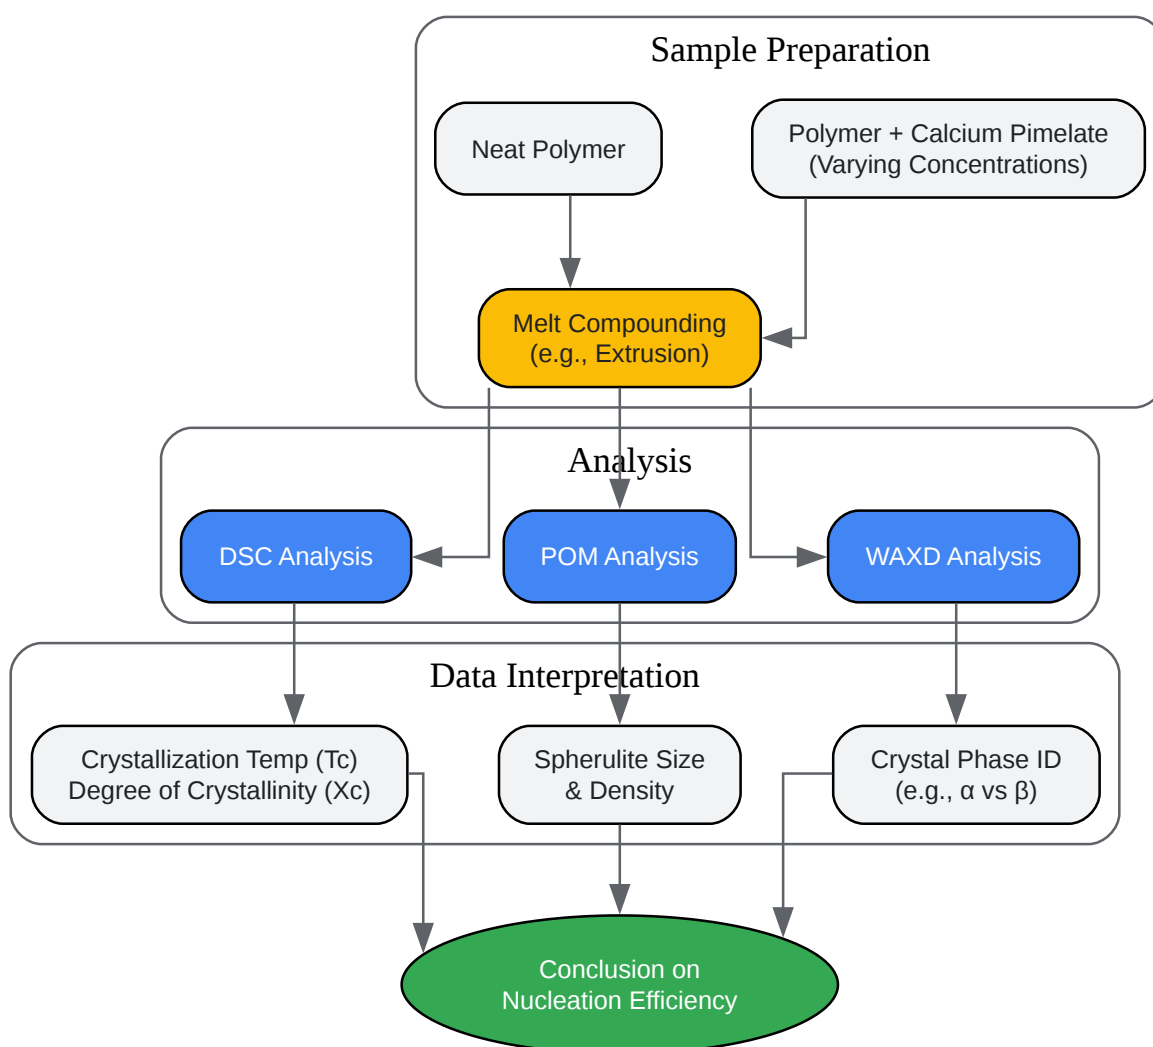 Sample Preparation
Neat Polymer
Polymer + Calcium Pimelate
(Varying Concentrations)
Melt Compounding
(e.g., Extrusion)
Analysis
DSC Analysis
POM Analysis
WAXD Analysis
Data Interpretation
Crystallization Temp (Tc)
Degree of Crystallinity (Xc)
Spherulite Size
& Density
Crystal Phase ID
(e.g., α vs β)
Conclusion on
Nucleation Efficiency